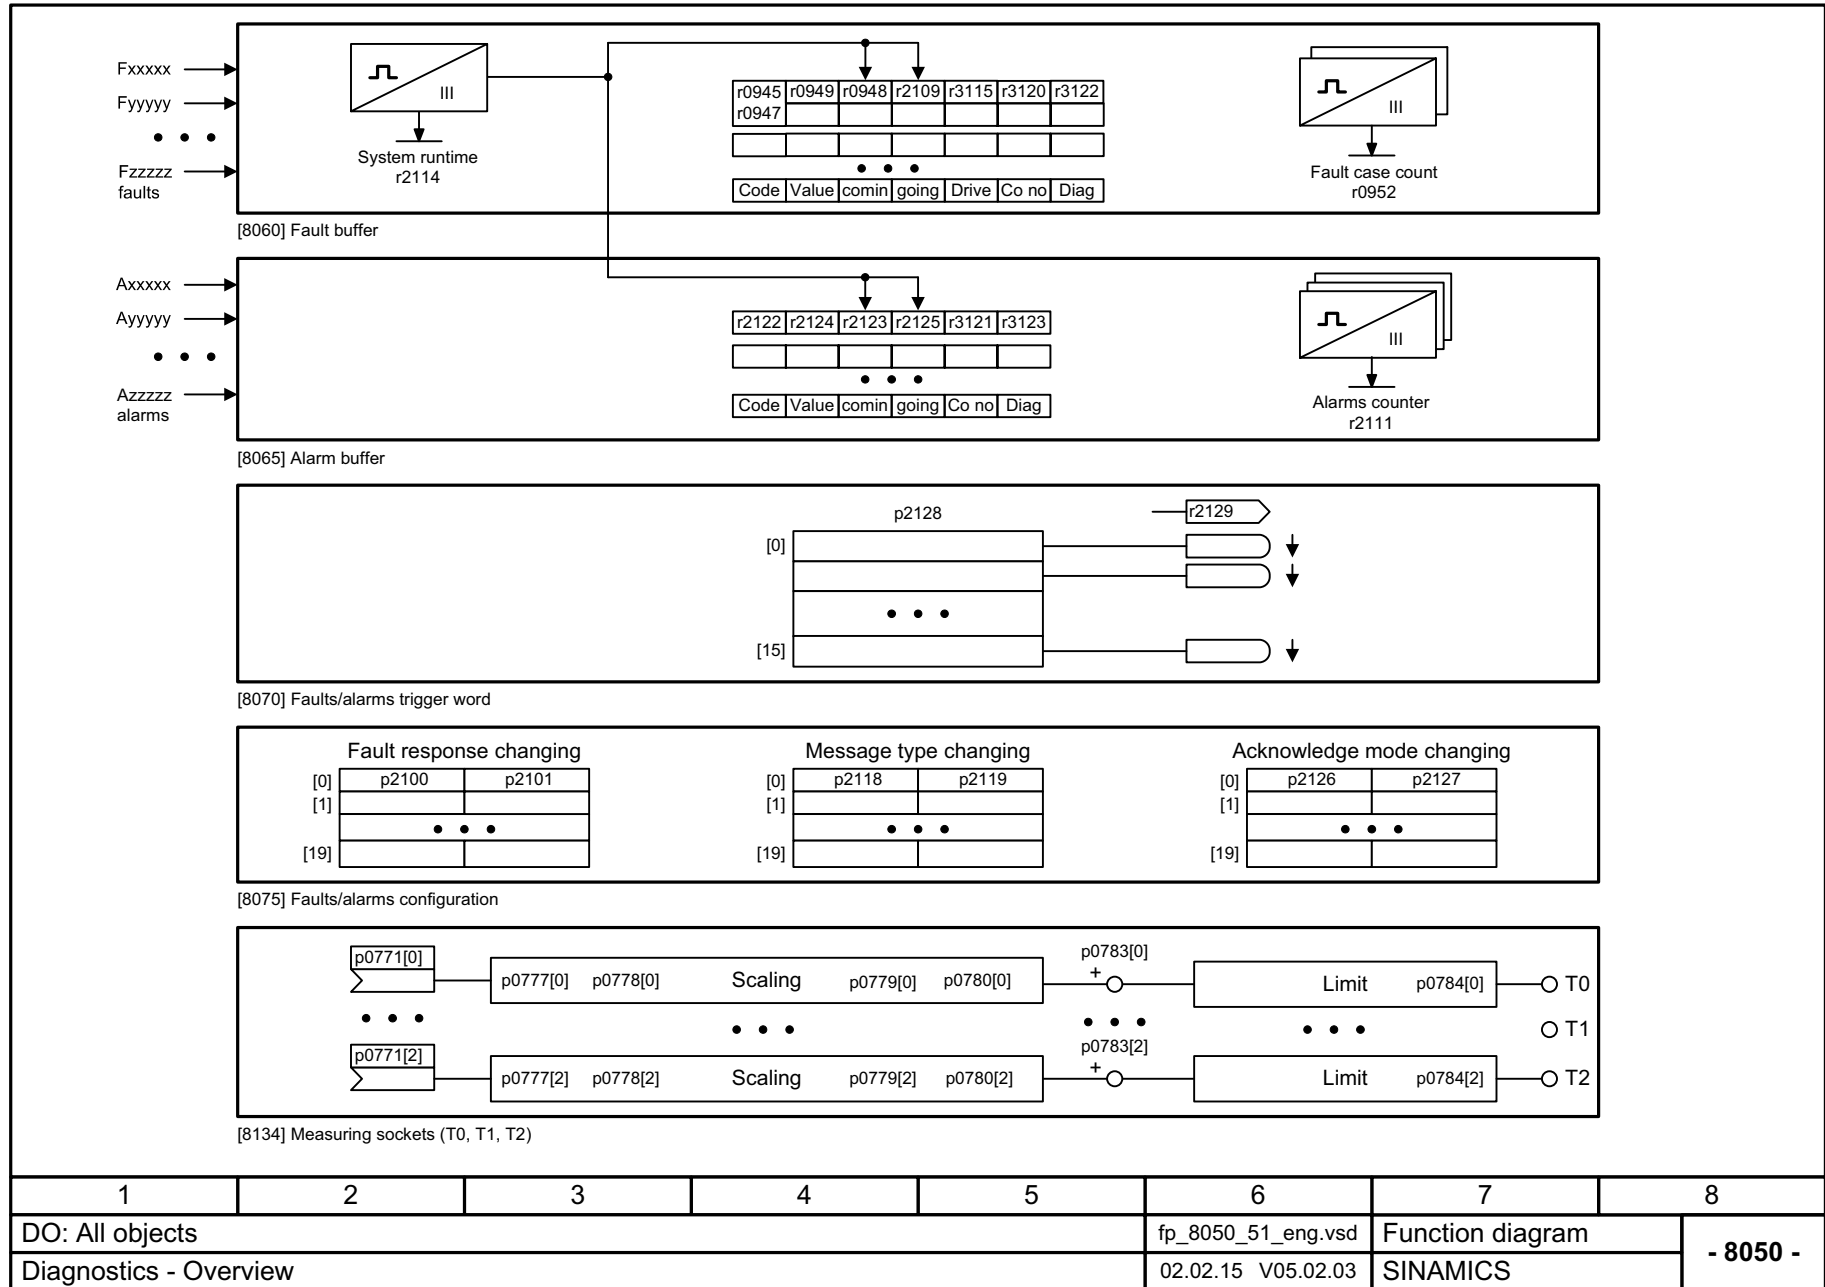 Fxxxxx
Fyyyyy
Fzzzzz
faults
III
System runtime
r2114
r0945 r0949 r0948 r2109 r3115 r3120 r3122
r0947
Code Value comin going Drive Co no Diag
III
Fault case count
r0952
[8060] Fault buffer
Axxxxx
Ayyyyy
Azzzzz
alarms
r2122 r2124 r2123 r2125 r3121 r3123
Code Value comin going Co no Diag
III
Alarms counter
r2111
[8065] Alarm buffer
p2128
r2129
[0]
[15]
[8070] Faults/alarms trigger word
Fault response changing
[0] p2100 p2101
[1]
[19]
Message type changing
[0] p2118 p2119
[1]
[19]
Acknowledge mode changing
[0] p2126 p2127
[1]
[19]
[8075] Faults/alarms configuration
p0771[0]
p0777[0] p0778[0] Scaling p0779[0] p0780[0]
p0783[0]
+
Limit p0784[0]
T0
T1
p0771[2]
p0777[2] p0778[2] Scaling p0779[2] p0780[2]
p0783[2]
+
Limit p0784[2]
T2
[8134] Measuring sockets (T0, T1, T2)
1 2 3 4 5 6 7 8
DO: All objects
fp_8050_51_eng.vsd
Function diagram
- 8050 -
Diagnostics - Overview
02.02.15 V05.02.03
SINAMICS